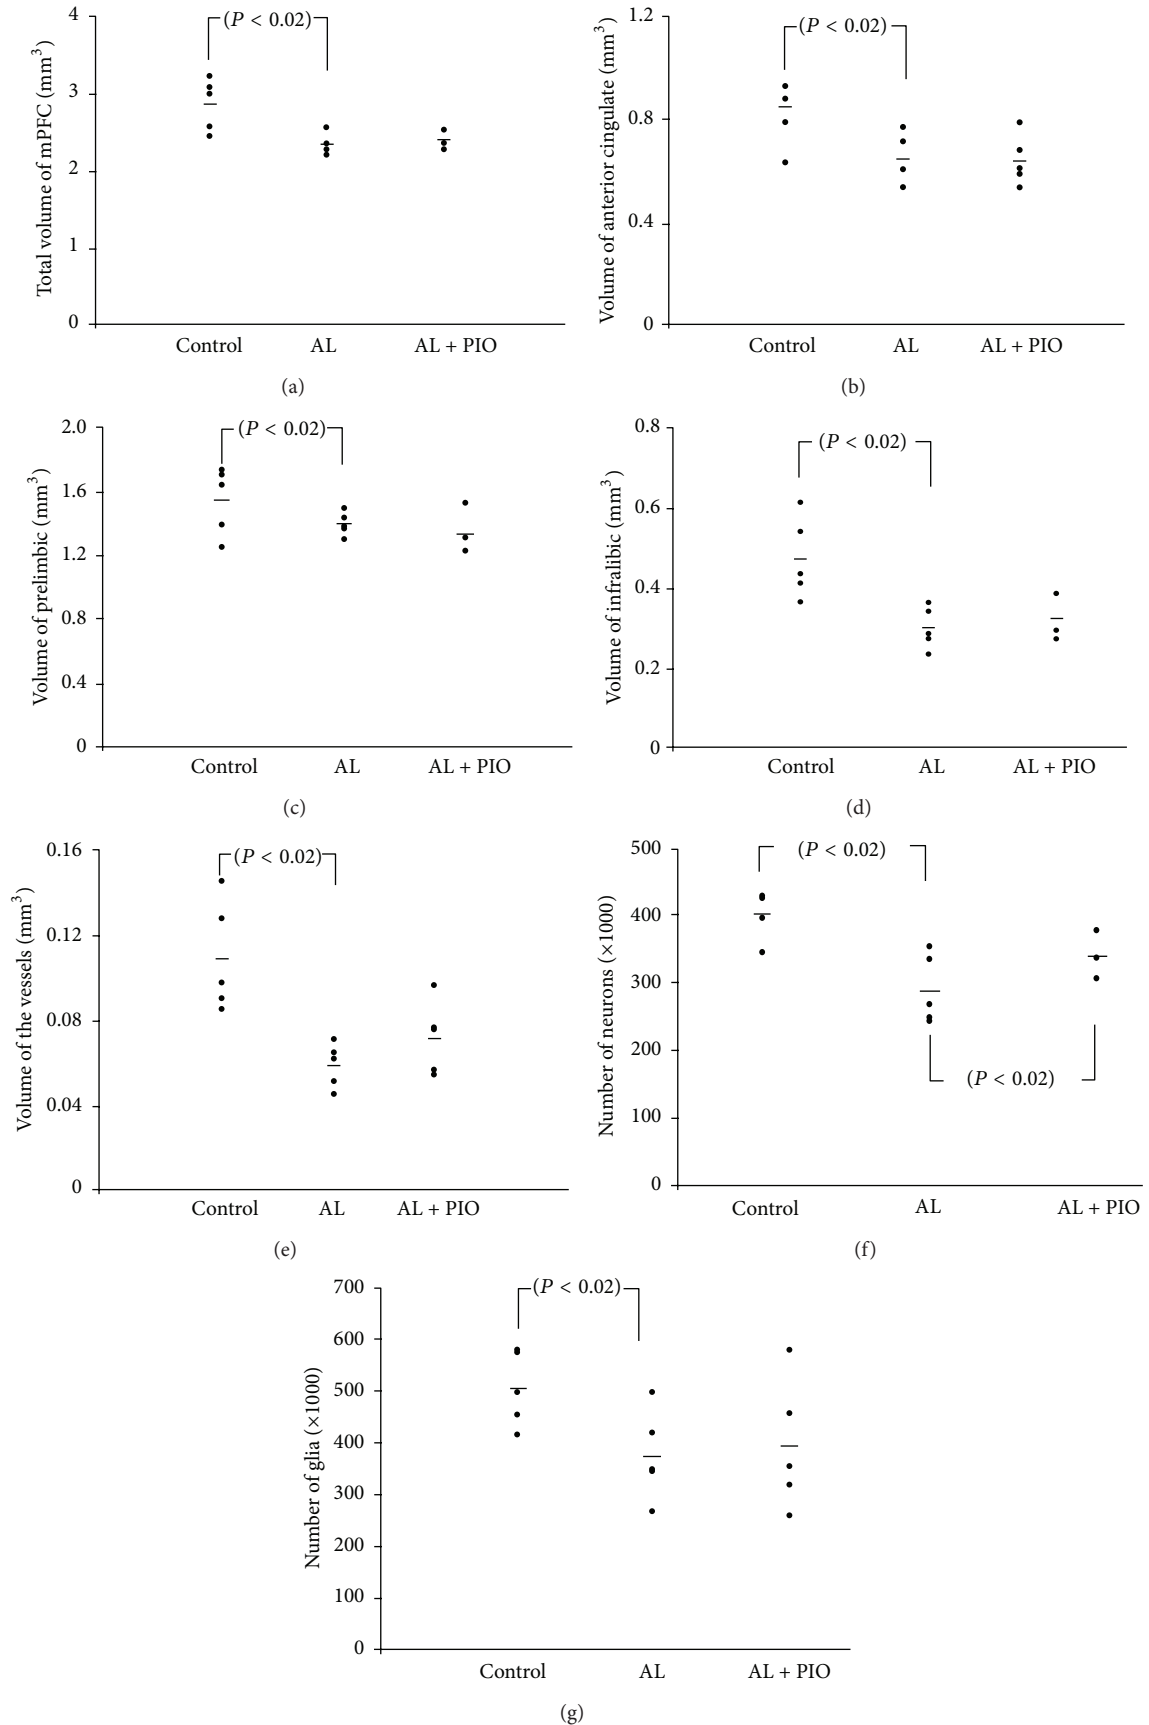 4
3
2
1
0
Total volume of mPFC (mm³)
(P < 0.02)
Control AL AL + PIO
(a)
1.2
0.8
0.4
0
Volume of anterior cingulate (mm³)
(P < 0.02)
Control AL AL + PIO
(b)
2.0
1.6
1.2
0.8
0.4
0
Volume of prelimbic (mm³)
(P < 0.02)
Control AL AL + PIO
(c)
0.8
0.6
0.4
0.2
0
Volume of infralibic (mm³)
(P < 0.02)
Control AL AL + PIO
(d)
0.16
0.12
0.08
0.04
0
Volume of the vessels (mm³)
(P < 0.02)
Control AL AL + PIO
(e)
500
400
300
200
100
0
Number of neurons (×1000)
(P < 0.02)
(P < 0.02)
Control AL AL + PIO
(f)
700
600
500
400
300
200
100
0
Number of glia (×1000)
(P < 0.02)
Control AL AL + PIO
(g)